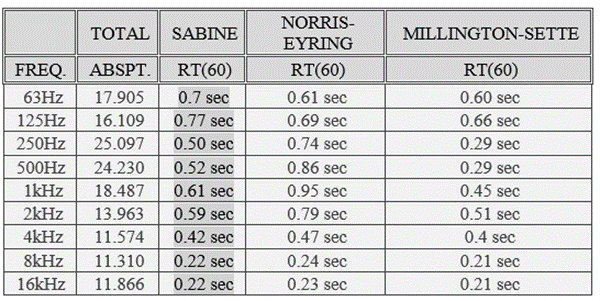 TOTAL SABINE NORRIS-EYRING MILLINGTON-SETTE
FREQ. ABSPT. RT(60) RT(60) RT(60)
63Hz 17.905 0.7 sec 0.61 sec 0.60 sec
125Hz 16.109 0.77 sec 0.69 sec 0.66 sec
250Hz 25.097 0.50 sec 0.74 sec 0.29 sec
500Hz 24.230 0.52 sec 0.86 sec 0.29 sec
1kHz 18.487 0.61 sec 0.95 sec 0.45 sec
2kHz 13.963 0.59 sec 0.79 sec 0.51 sec
4kHz 11.574 0.42 sec 0.47 sec 0.4 sec
8kHz 11.310 0.22 sec 0.24 sec 0.21 sec
16kHz 11.866 0.22 sec 0.23 sec 0.21 sec